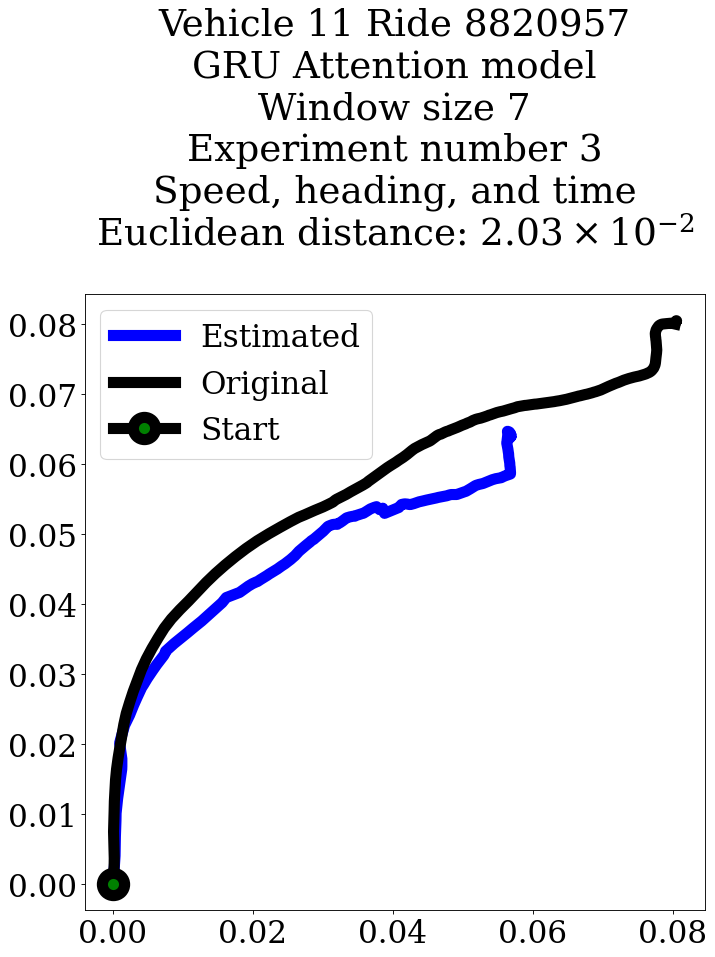 Vehicle 11 Ride 8820957
GRU Attention model
Window size 7
Experiment number 3
Speed, heading, and time
Euclidean distance: 2.03 × 10⁻²
Estimated
Original
Start
0.08
0.07
0.06
0.05
0.04
0.03
0.02
0.01
0.00
0.00 0.02 0.04 0.06 0.08